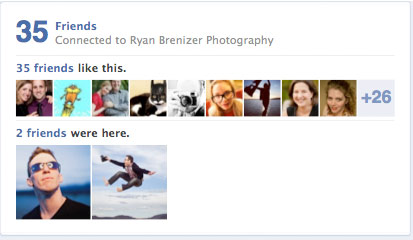 35 Friends
Connected to Ryan Brenizer Photography
35 friends like this.
+26
2 friends were here.